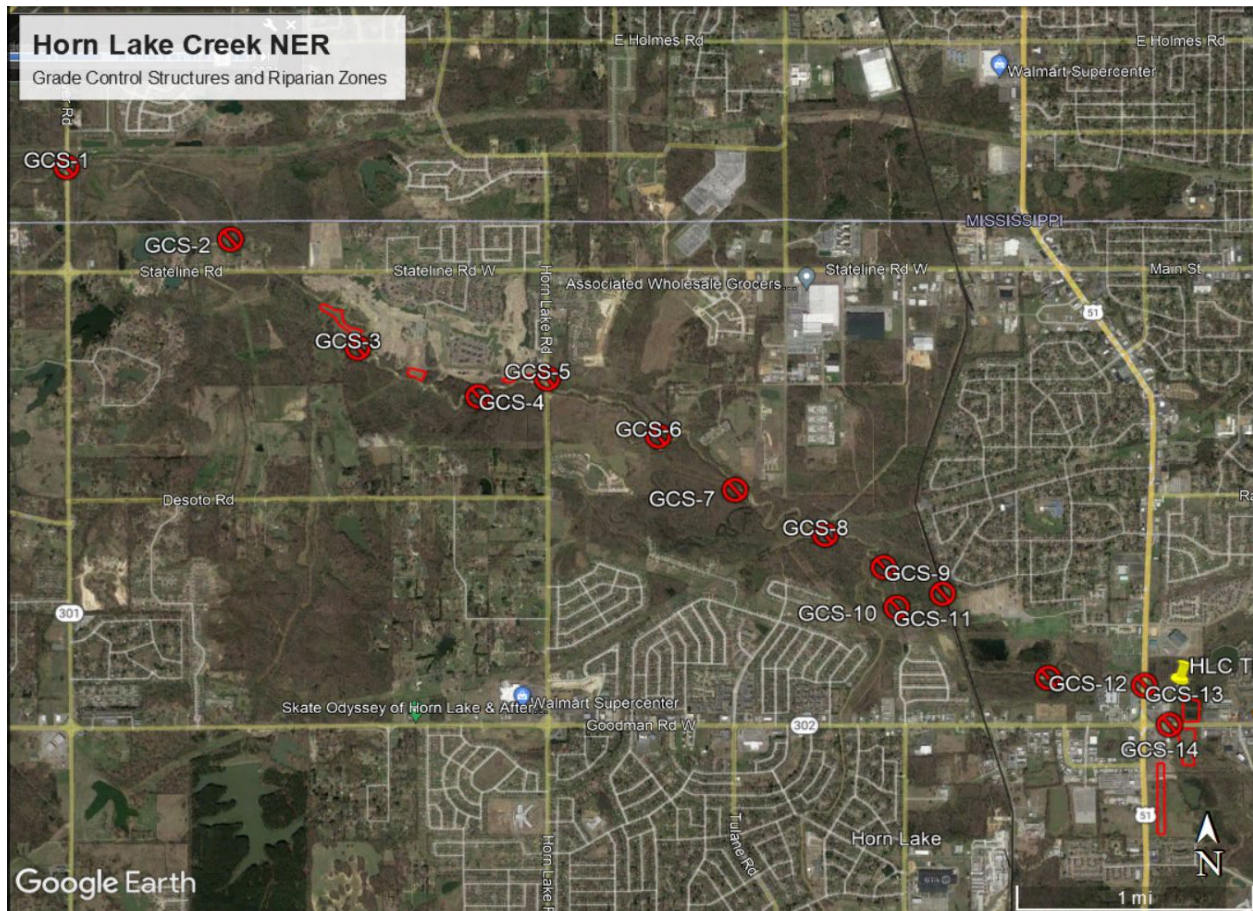 Horn Lake Creek NER
Grade Control Structures and Riparian Zones
E Holmes Rd
E Holmes Rd
Walmart Supercenter
Rd
GCS-1
MISSISSIPPI
GCS-2
Stateline Rd
Stateline Rd W
Horn Lake Rd
Associated Wholesale Grocers...
Stateline Rd W
Main St
51
GCS-3
GCS-5
GCS-4
GCS-6
GCS-7
Desoto Rd
GCS-8
GCS-9
GCS-10
GCS-11
301
HLC T
GCS-12
GCS-13
Walmart Supercenter
Skate Odyssey of Horn Lake & After...
Goodman Rd W
302
GCS-14
51
Tulane Rd
Horn Lake
Horn Lake R
N
Google Earth
1 mi